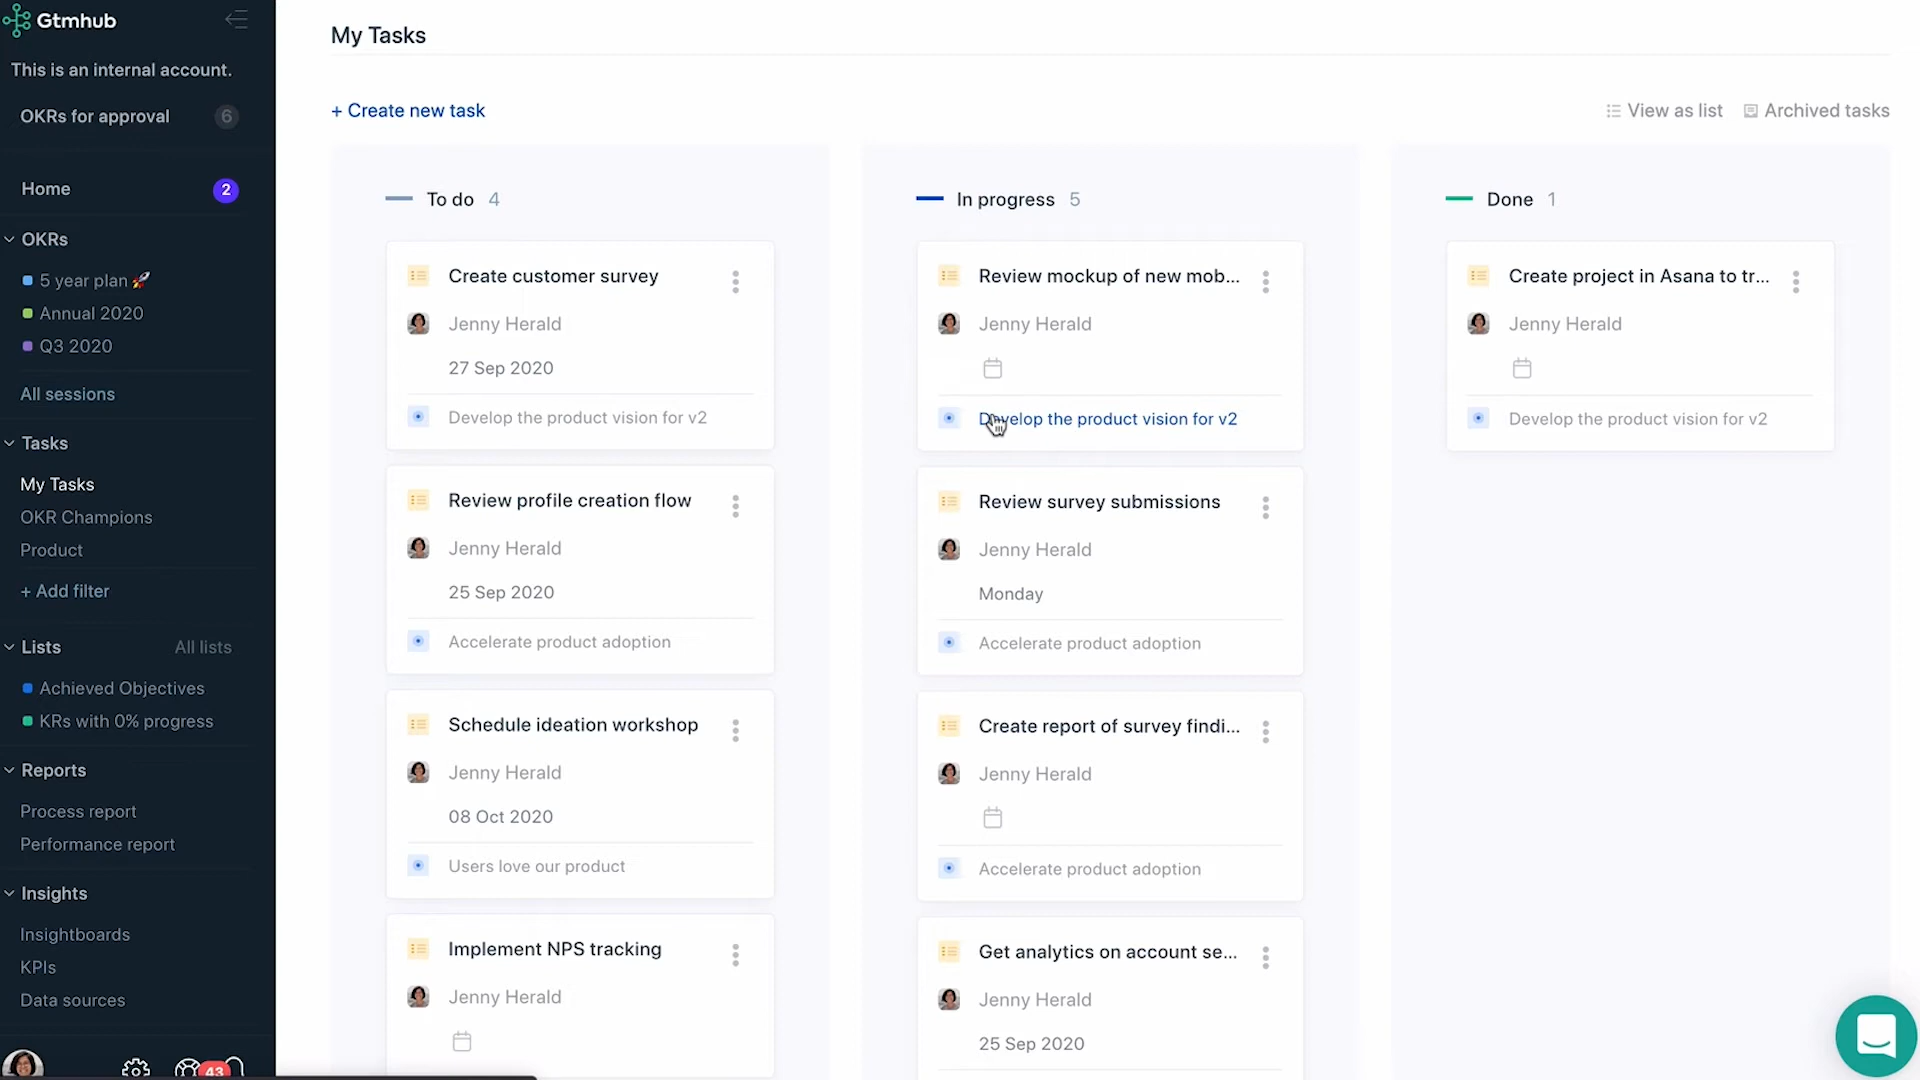 Gtmhub
This is an internal account.
OKRs for approval 6
Home 2
OKRs
5 year plan 🚀
Annual 2020
Q3 2020
All sessions
Tasks
My Tasks
OKR Champions
Product
+ Add filter
Lists All lists
Achieved Objectives
KRs with 0% progress
Reports
Process report
Performance report
Insights
Insightboards
KPIs
Data sources
43
My Tasks
+ Create new task
View as list Archived tasks
To do 4
Create customer survey
Jenny Herald
27 Sep 2020
Develop the product vision for v2
Review profile creation flow
Jenny Herald
25 Sep 2020
Accelerate product adoption
Schedule ideation workshop
Jenny Herald
08 Oct 2020
Users love our product
Implement NPS tracking
Jenny Herald
In progress 5
Review mockup of new mob...
Jenny Herald
Develop the product vision for v2
Review survey submissions
Jenny Herald
Monday
Accelerate product adoption
Create report of survey findi...
Jenny Herald
Accelerate product adoption
Get analytics on account se...
Jenny Herald
25 Sep 2020
Done 1
Create project in Asana to tr...
Jenny Herald
Develop the product vision for v2